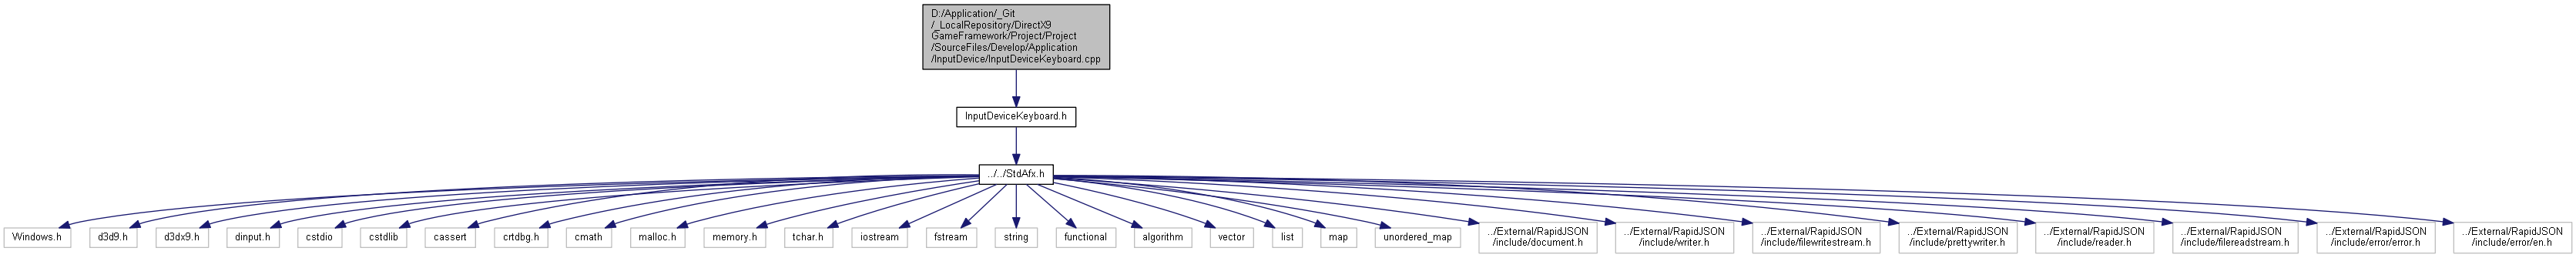 D:/Application/_Git
/_LocalRepository/DirectX9
GameFramework/Project/Project
/SourceFiles/Develop/Application
/InputDevice/InputDeviceKeyboard.cpp
InputDeviceKeyboard.h
../../StdAfx.h
Windows.h
d3d9.h
d3dx9.h
dinput.h
cstdio
cstdlib
cassert
crtdbg.h
cmath
malloc.h
memory.h
tchar.h
iostream
fstream
string
functional
algorithm
vector
list
map
unordered_map
../External/RapidJSON
/include/document.h
../External/RapidJSON
/include/writer.h
../External/RapidJSON
/include/filewritestream.h
../External/RapidJSON
/include/prettywriter.h
../External/RapidJSON
/include/reader.h
../External/RapidJSON
/include/filereadstream.h
../External/RapidJSON
/include/error/error.h
../External/RapidJSON
/include/error/en.h